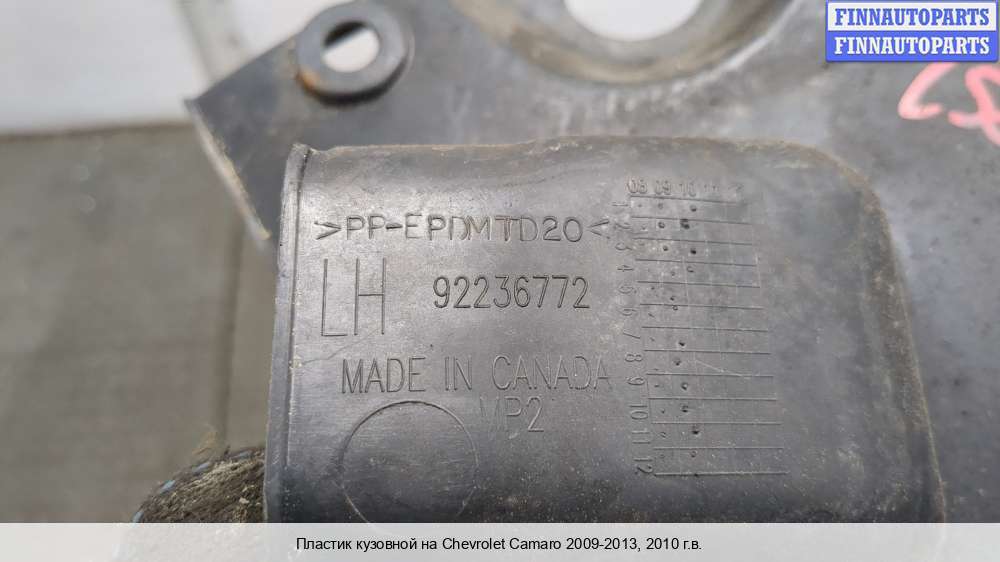 FINNAUTOPARTS
FINNAUTOPARTS
>PP-EPDMTD20<
LH
92236772
MADE IN CANADA
MP2
08 09 10 11
1
2
3
4
5
6
7
8
9
10
11
12
Пластик кузовной на Chevrolet Camaro 2009-2013, 2010 г.в.